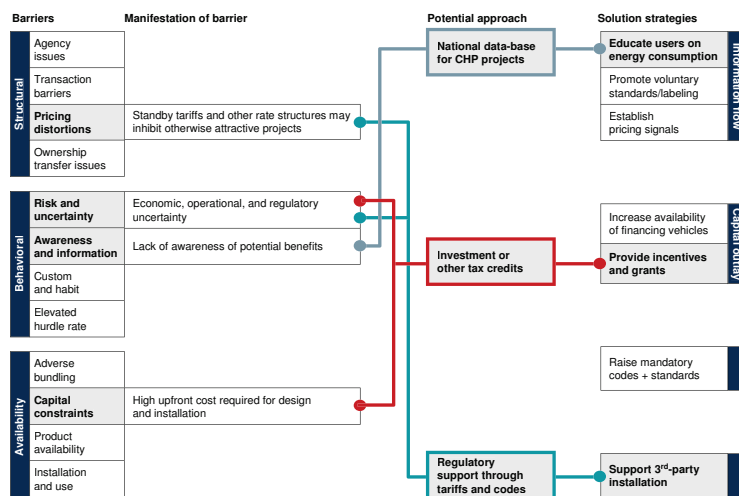 Barriers
Manifestation of barrier
Potential approach
Solution strategies
Structural
Agency
issues
Transaction
barriers
Pricing
distortions
Standby tariffs and other rate structures may
inhibit otherwise attractive projects
Ownership
transfer issues
Behavioral
Risk and
uncertainty
Economic, operational, and regulatory
uncertainty
Awareness
and information
Lack of awareness of potential benefits
Custom
and habit
Elevated
hurdle rate
Availability
Adverse
bundling
Capital
constraints
High upfront cost required for design
and installation
Product
availability
Installation
and use
National data-base
for CHP projects
Investment or
other tax credits
Regulatory
support through
tariffs and codes
Educate users on
energy consumption
Promote voluntary
standards/labeling
Establish
pricing signals
Information flow
Increase availability
of financing vehicles
Provide incentives
and grants
Capital outlay
Raise mandatory
codes + standards
Support 3rd-party
installation